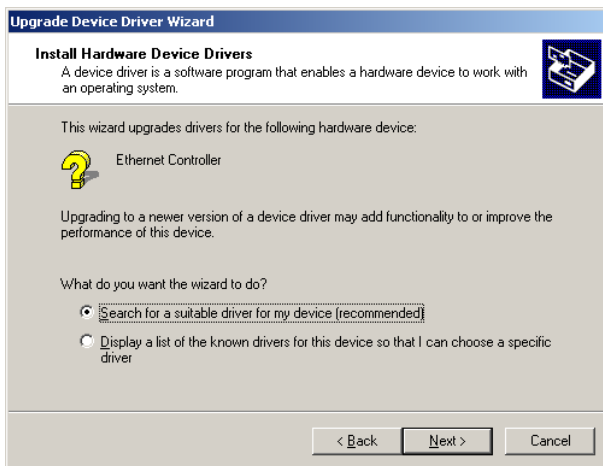 Upgrade Device Driver Wizard
Install Hardware Device Drivers
A device driver is a software program that enables a hardware device to work with
an operating system.
This wizard upgrades drivers for the following hardware device:
Ethernet Controller
Upgrading to a newer version of a device driver may add functionality to or improve the
performance of this device.
What do you want the wizard to do?
Search for a suitable driver for my device (recommended)
Display a list of the known drivers for this device so that I can choose a specific
driver
< Back Next > Cancel